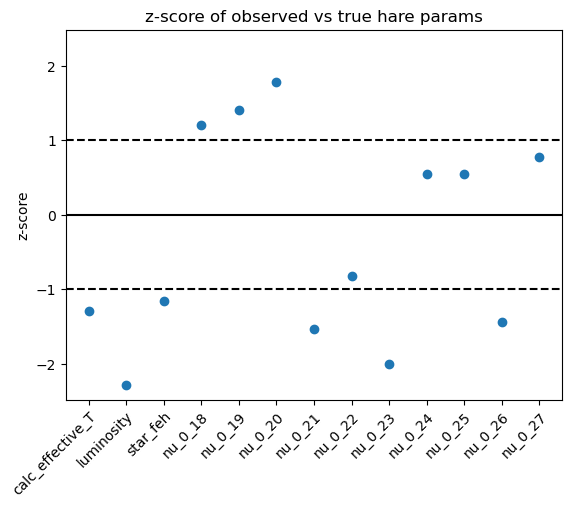 z-score of observed vs true hare params
z-score
2
1
0
−1
−2
calc_effective_T
luminosity
star_feh
nu_0_18
nu_0_19
nu_0_20
nu_0_21
nu_0_22
nu_0_23
nu_0_24
nu_0_25
nu_0_26
nu_0_27